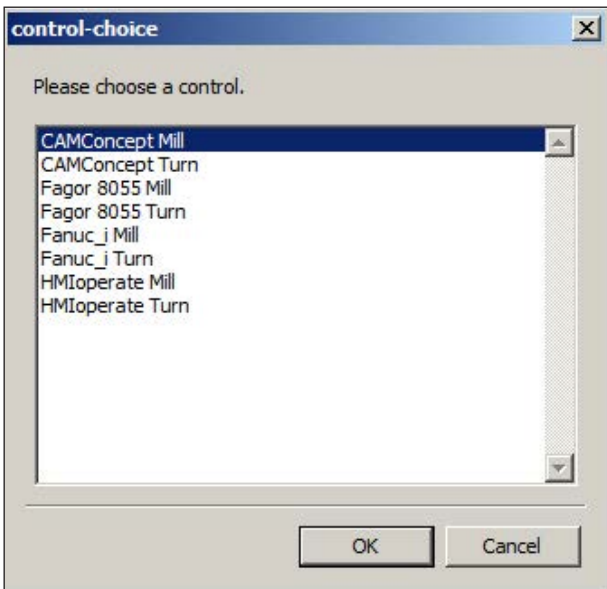 control-choice
Please choose a control.
CAMConcept Mill
CAMConcept Turn
Fagor 8055 Mill
Fagor 8055 Turn
Fanuc_i Mill
Fanuc_i Turn
HMIoperate Mill
HMIoperate Turn
OK Cancel